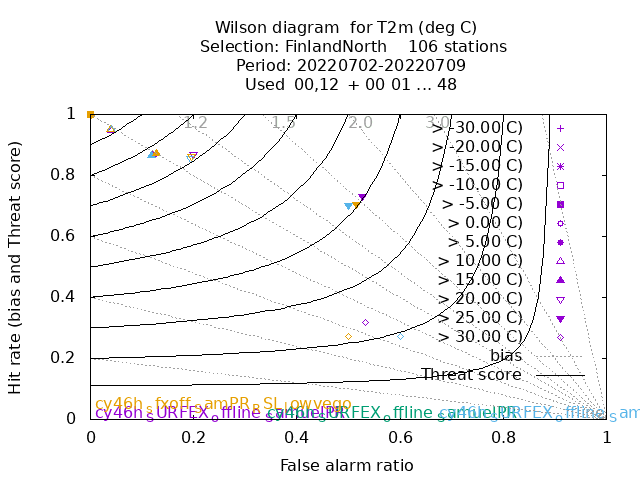 Wilson diagram  for T2m (deg C)
Selection: FinlandNorth    106 stations
Period: 20220702-20220709
Used  00,12  + 00 01 ... 48
Hit rate (bias and Threat score)
1
0.8
0.6
0.4
0.2
0
1.2
1.5
2.0
3.0
> -30.00 C)
> -20.00 C)
> -15.00 C)
> -10.00 C)
> -5.00 C)
> 0.00 C)
> 5.00 C)
> 10.00 C)
> 15.00 C)
> 20.00 C)
> 25.00 C)
> 30.00 C)
bias
Threat score
cy46h_sfxoff_samPR_RSL_Lowvego
0
0.2
0.4
0.6
0.8
1
False alarm ratio